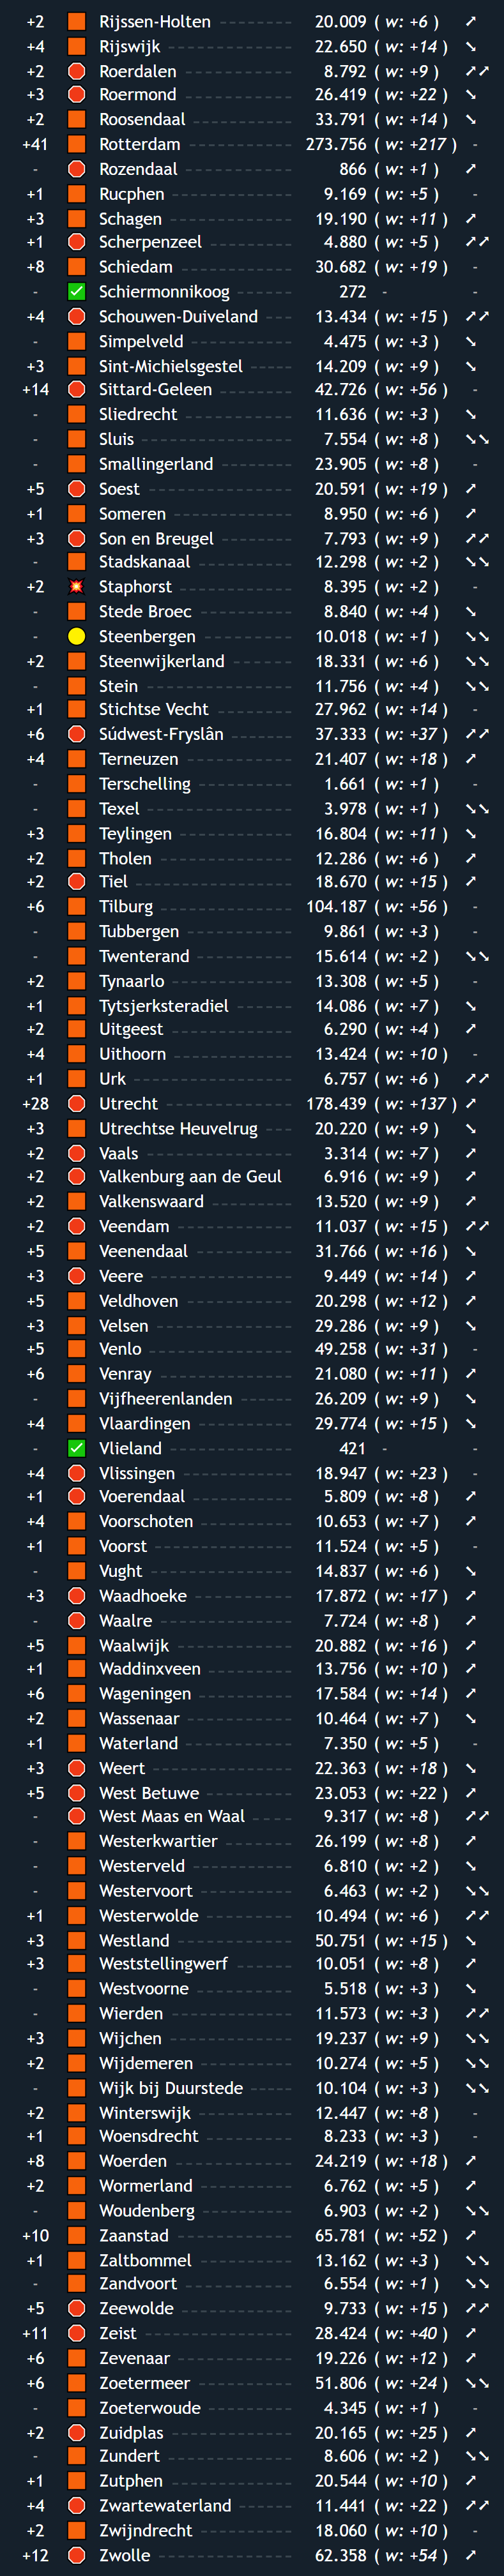 +2 Rijssen-Holten 20.009 ( w: +6 ) ➚
+4 Rijswijk 22.650 ( w: +14 ) ➘
+2 Roerdalen 8.792 ( w: +9 ) ➚➚
+3 Roermond 26.419 ( w: +22 ) ➘
+2 Roosendaal 33.791 ( w: +14 ) ➘
+41 Rotterdam 273.756 ( w: +217 ) -
- Rozendaal 866 ( w: +1 ) ➚
+1 Rucphen 9.169 ( w: +5 ) -
+3 Schagen 19.190 ( w: +11 ) ➚
+1 Scherpenzeel 4.880 ( w: +5 ) ➚➚
+8 Schiedam 30.682 ( w: +19 ) -
- Schiermonnikoog 272 - -
+4 Schouwen-Duiveland 13.434 ( w: +15 ) ➚➚
- Simpelveld 4.475 ( w: +3 ) ➘
+3 Sint-Michielsgestel 14.209 ( w: +9 ) ➘
+14 Sittard-Geleen 42.726 ( w: +56 ) -
- Sliedrecht 11.636 ( w: +3 ) ➘
- Sluis 7.554 ( w: +8 ) ➘➘
- Smallingerland 23.905 ( w: +8 ) -
+5 Soest 20.591 ( w: +19 ) ➚
+1 Someren 8.950 ( w: +6 ) ➚
+3 Son en Breugel 7.793 ( w: +9 ) ➚➚
- Stadskanaal 12.298 ( w: +2 ) ➘➘
+2 Staphorst 8.395 ( w: +2 ) -
- Stede Broec 8.840 ( w: +4 ) ➘
- Steenbergen 10.018 ( w: +1 ) ➘➘
+2 Steenwijkerland 18.331 ( w: +6 ) ➘➘
- Stein 11.756 ( w: +4 ) ➘➘
+1 Stichtse Vecht 27.962 ( w: +14 ) -
+6 Súdwest-Fryslân 37.333 ( w: +37 ) ➚➚
+4 Terneuzen 21.407 ( w: +18 ) ➚
- Terschelling 1.661 ( w: +1 ) -
- Texel 3.978 ( w: +1 ) ➘➘
+3 Teylingen 16.804 ( w: +11 ) ➘
+2 Tholen 12.286 ( w: +6 ) ➚
+2 Tiel 18.670 ( w: +15 ) ➚
+6 Tilburg 104.187 ( w: +56 ) -
- Tubbergen 9.861 ( w: +3 ) -
- Twenterand 15.614 ( w: +2 ) ➘➘
+2 Tynaarlo 13.308 ( w: +5 ) -
+1 Tytsjerksteradiel 14.086 ( w: +7 ) ➘
+2 Uitgeest 6.290 ( w: +4 ) ➚
+4 Uithoorn 13.424 ( w: +10 ) -
+1 Urk 6.757 ( w: +6 ) ➚➚
+28 Utrecht 178.439 ( w: +137 ) ➚
+3 Utrechtse Heuvelrug 20.220 ( w: +9 ) ➘
+2 Vaals 3.314 ( w: +7 ) ➚
+2 Valkenburg aan de Geul 6.916 ( w: +9 ) ➚
+2 Valkenswaard 13.520 ( w: +9 ) ➚
+2 Veendam 11.037 ( w: +15 ) ➚➚
+5 Veenendaal 31.766 ( w: +16 ) ➘
+3 Veere 9.449 ( w: +14 ) ➚
+5 Veldhoven 20.298 ( w: +12 ) ➚
+3 Velsen 29.286 ( w: +9 ) ➘
+5 Venlo 49.258 ( w: +31 ) -
+6 Venray 21.080 ( w: +11 ) ➚
- Vijfheerenlanden 26.209 ( w: +9 ) ➘
+4 Vlaardingen 29.774 ( w: +15 ) ➘
- Vlieland 421 - -
+4 Vlissingen 18.947 ( w: +23 ) -
+1 Voerendaal 5.809 ( w: +8 ) ➚
+4 Voorschoten 10.653 ( w: +7 ) ➚
+1 Voorst 11.524 ( w: +5 ) -
- Vught 14.837 ( w: +6 ) ➘
+3 Waadhoeke 17.872 ( w: +17 ) ➚
- Waalre 7.724 ( w: +8 ) ➚
+5 Waalwijk 20.882 ( w: +16 ) ➚
+1 Waddinxveen 13.756 ( w: +10 ) ➚
+6 Wageningen 17.584 ( w: +14 ) ➚
+2 Wassenaar 10.464 ( w: +7 ) ➘
+1 Waterland 7.350 ( w: +5 ) -
+3 Weert 22.363 ( w: +18 ) ➘
+5 West Betuwe 23.053 ( w: +22 ) ➚
- West Maas en Waal 9.317 ( w: +8 ) ➚➚
- Westerkwartier 26.199 ( w: +8 ) ➚
- Westerveld 6.810 ( w: +2 ) ➘
- Westervoort 6.463 ( w: +2 ) ➘➘
+1 Westerwolde 10.494 ( w: +6 ) ➚➚
+3 Westland 50.751 ( w: +15 ) ➘
+3 Weststellingwerf 10.051 ( w: +8 ) ➚
- Westvoorne 5.518 ( w: +3 ) ➘
- Wierden 11.573 ( w: +3 ) ➚➚
+3 Wijchen 19.237 ( w: +9 ) ➘➘
+2 Wijdemeren 10.274 ( w: +5 ) ➘➘
- Wijk bij Duurstede 10.104 ( w: +3 ) ➘➘
+2 Winterswijk 12.447 ( w: +8 ) -
+1 Woensdrecht 8.233 ( w: +3 ) -
+8 Woerden 24.219 ( w: +18 ) ➚
+2 Wormerland 6.762 ( w: +5 ) ➚
- Woudenberg 6.903 ( w: +2 ) ➘➘
+10 Zaanstad 65.781 ( w: +52 ) ➚
+1 Zaltbommel 13.162 ( w: +3 ) ➘➘
- Zandvoort 6.554 ( w: +1 ) ➘➘
+5 Zeewolde 9.733 ( w: +15 ) ➚➚
+11 Zeist 28.424 ( w: +40 ) ➚
+6 Zevenaar 19.226 ( w: +12 ) ➚
+6 Zoetermeer 51.806 ( w: +24 ) ➘➘
- Zoeterwoude 4.345 ( w: +1 ) -
+2 Zuidplas 20.165 ( w: +25 ) ➚
- Zundert 8.606 ( w: +2 ) ➘➘
+1 Zutphen 20.544 ( w: +10 ) ➚
+4 Zwartewaterland 11.441 ( w: +22 ) ➚➚
+2 Zwijndrecht 18.060 ( w: +10 ) -
+12 Zwolle 62.358 ( w: +54 ) ➚